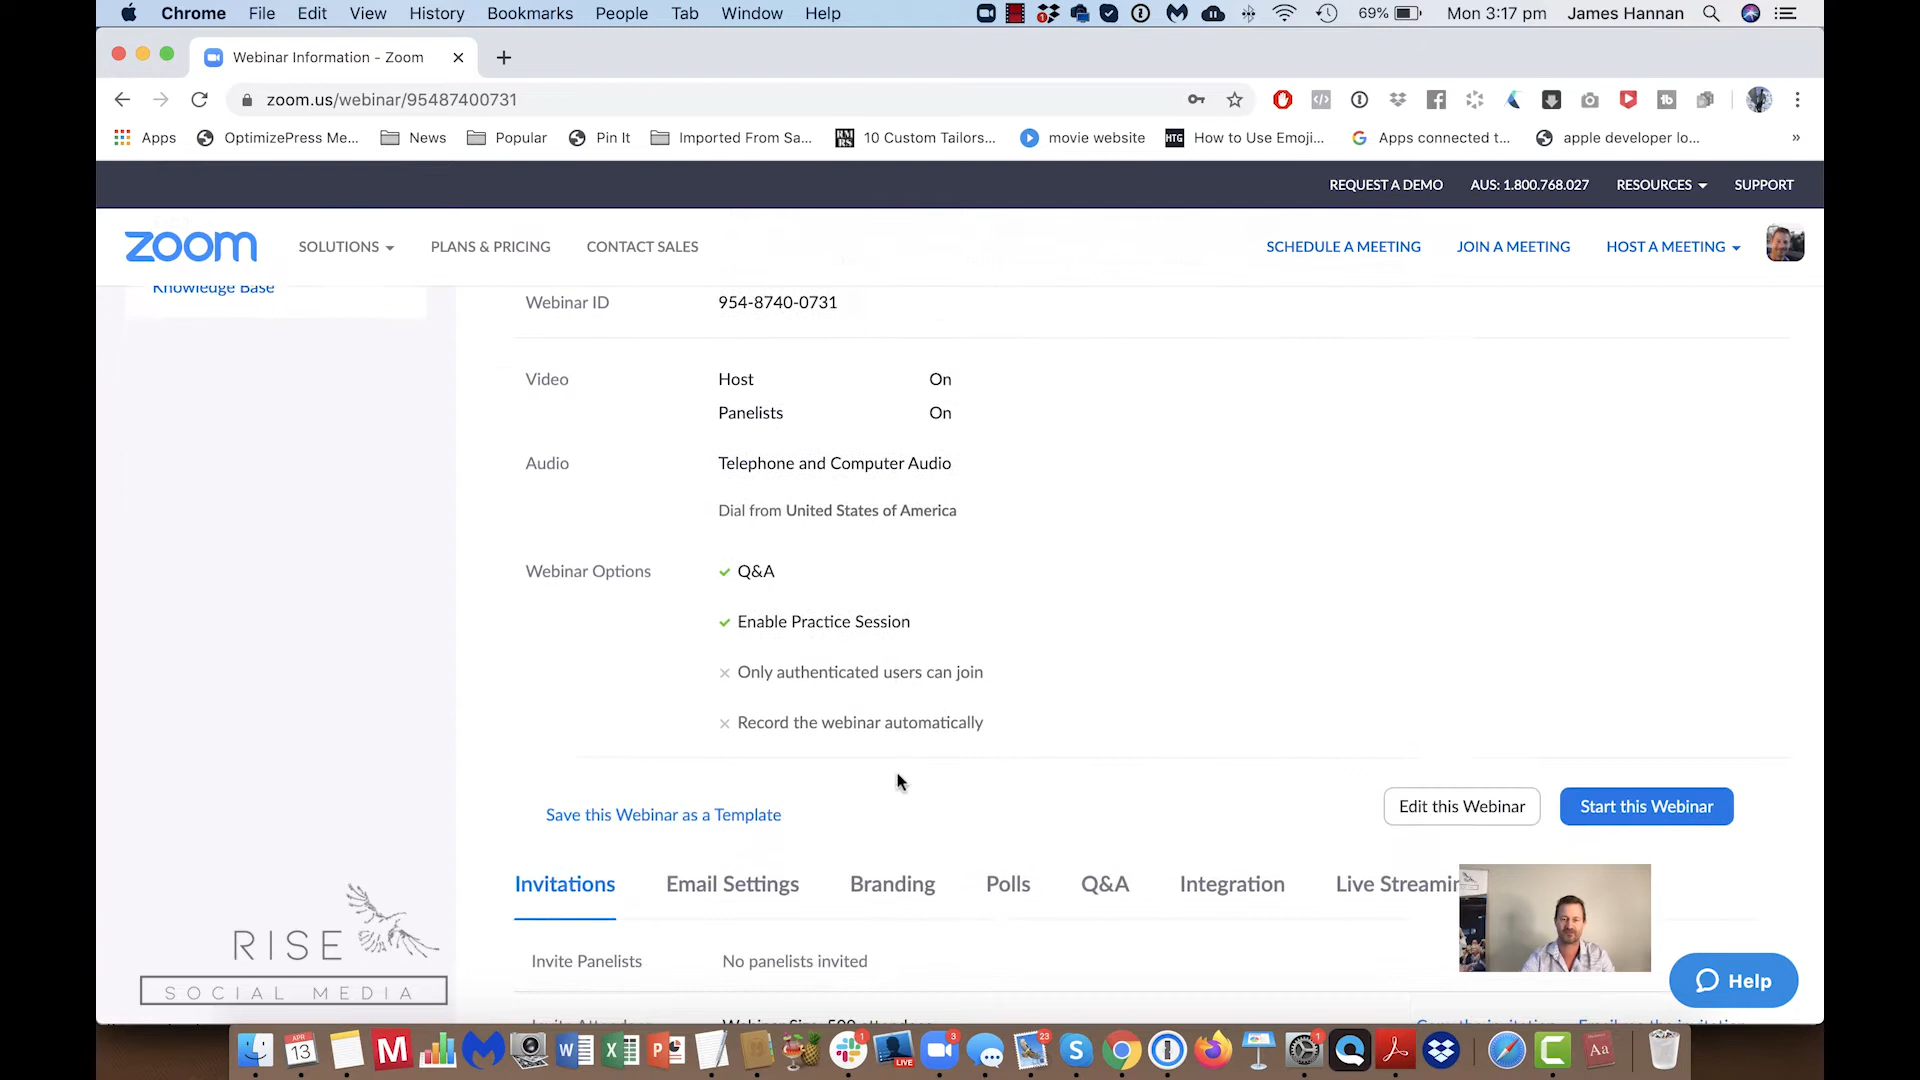 Chrome File Edit View History Bookmarks People Tab Window Help 69% Mon 3:17 pm James Hannan
Webinar Information - Zoom
zoom.us/webinar/95487400731
Apps OptimizePress Me... News Popular Pin It Imported From Sa... 10 Custom Tailors... movie website How to Use Emoji... Apps connected t... apple developer lo... »
REQUEST A DEMO AUS: 1.800.768.027 RESOURCES SUPPORT
zoom SOLUTIONS PLANS & PRICING CONTACT SALES SCHEDULE A MEETING JOIN A MEETING HOST A MEETING
Knowledge Base
Webinar ID 954-8740-0731
Video Host On
Panelists On
Audio Telephone and Computer Audio
Dial from United States of America
Webinar Options Q&A
Enable Practice Session
Only authenticated users can join
Record the webinar automatically
Save this Webinar as a Template Edit this Webinar Start this Webinar
Invitations Email Settings Branding Polls Q&A Integration Live Streamin
RISE
SOCIAL MEDIA
Invite Panelists No panelists invited
Help